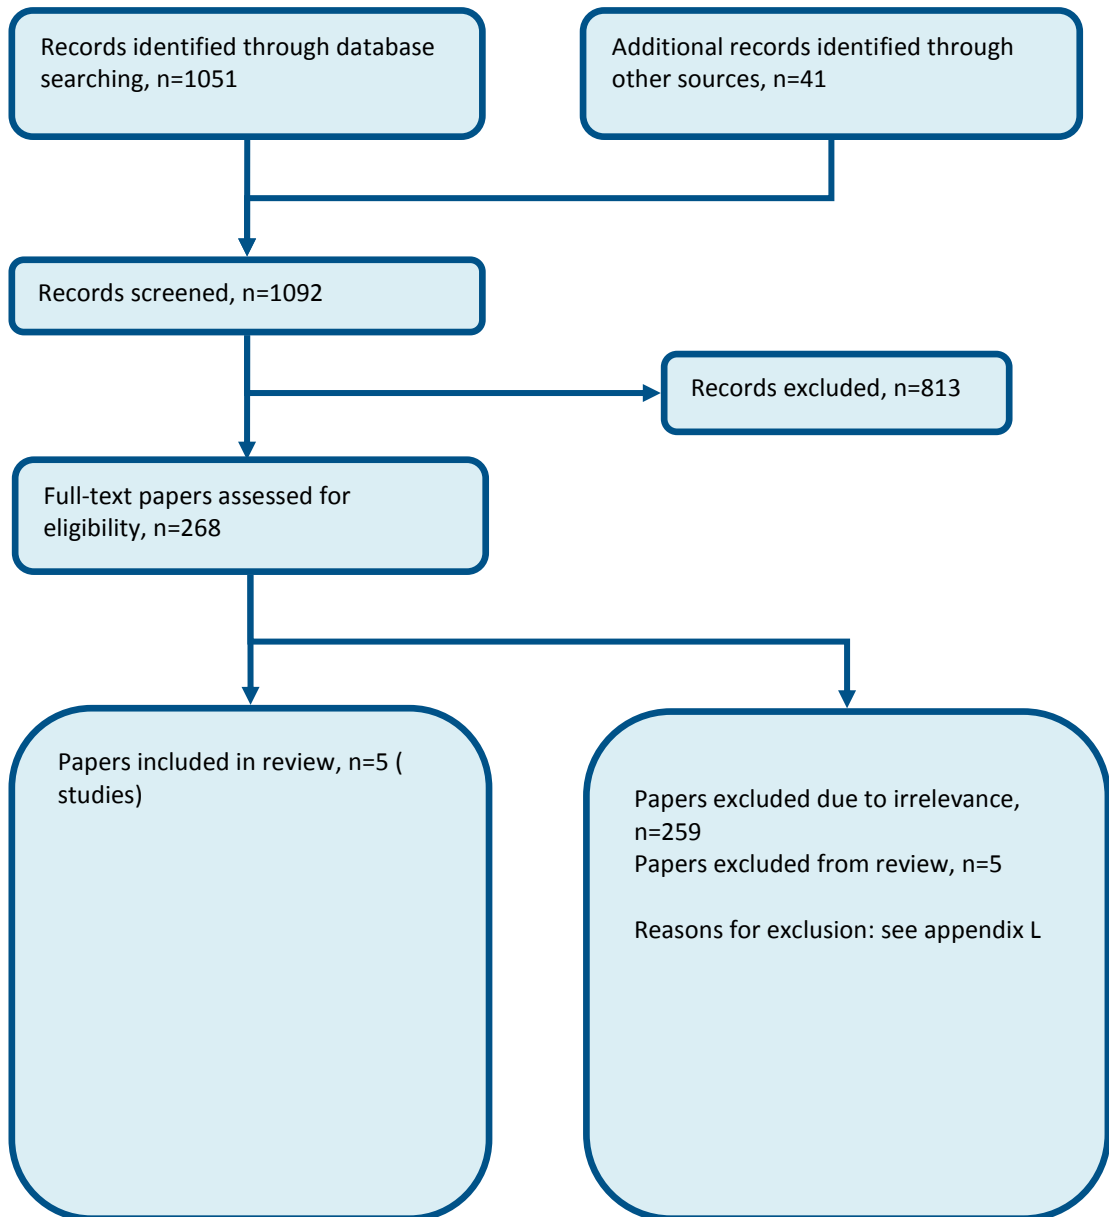 Records identified through database
searching, n=1051
Additional records identified through
other sources, n=41
Records screened, n=1092
Records excluded, n=813
Full-text papers assessed for
eligibility, n=268
Papers included in review, n=5 (
studies)
Papers excluded due to irrelevance,
n=259
Papers excluded from review, n=5
Reasons for exclusion: see appendix L